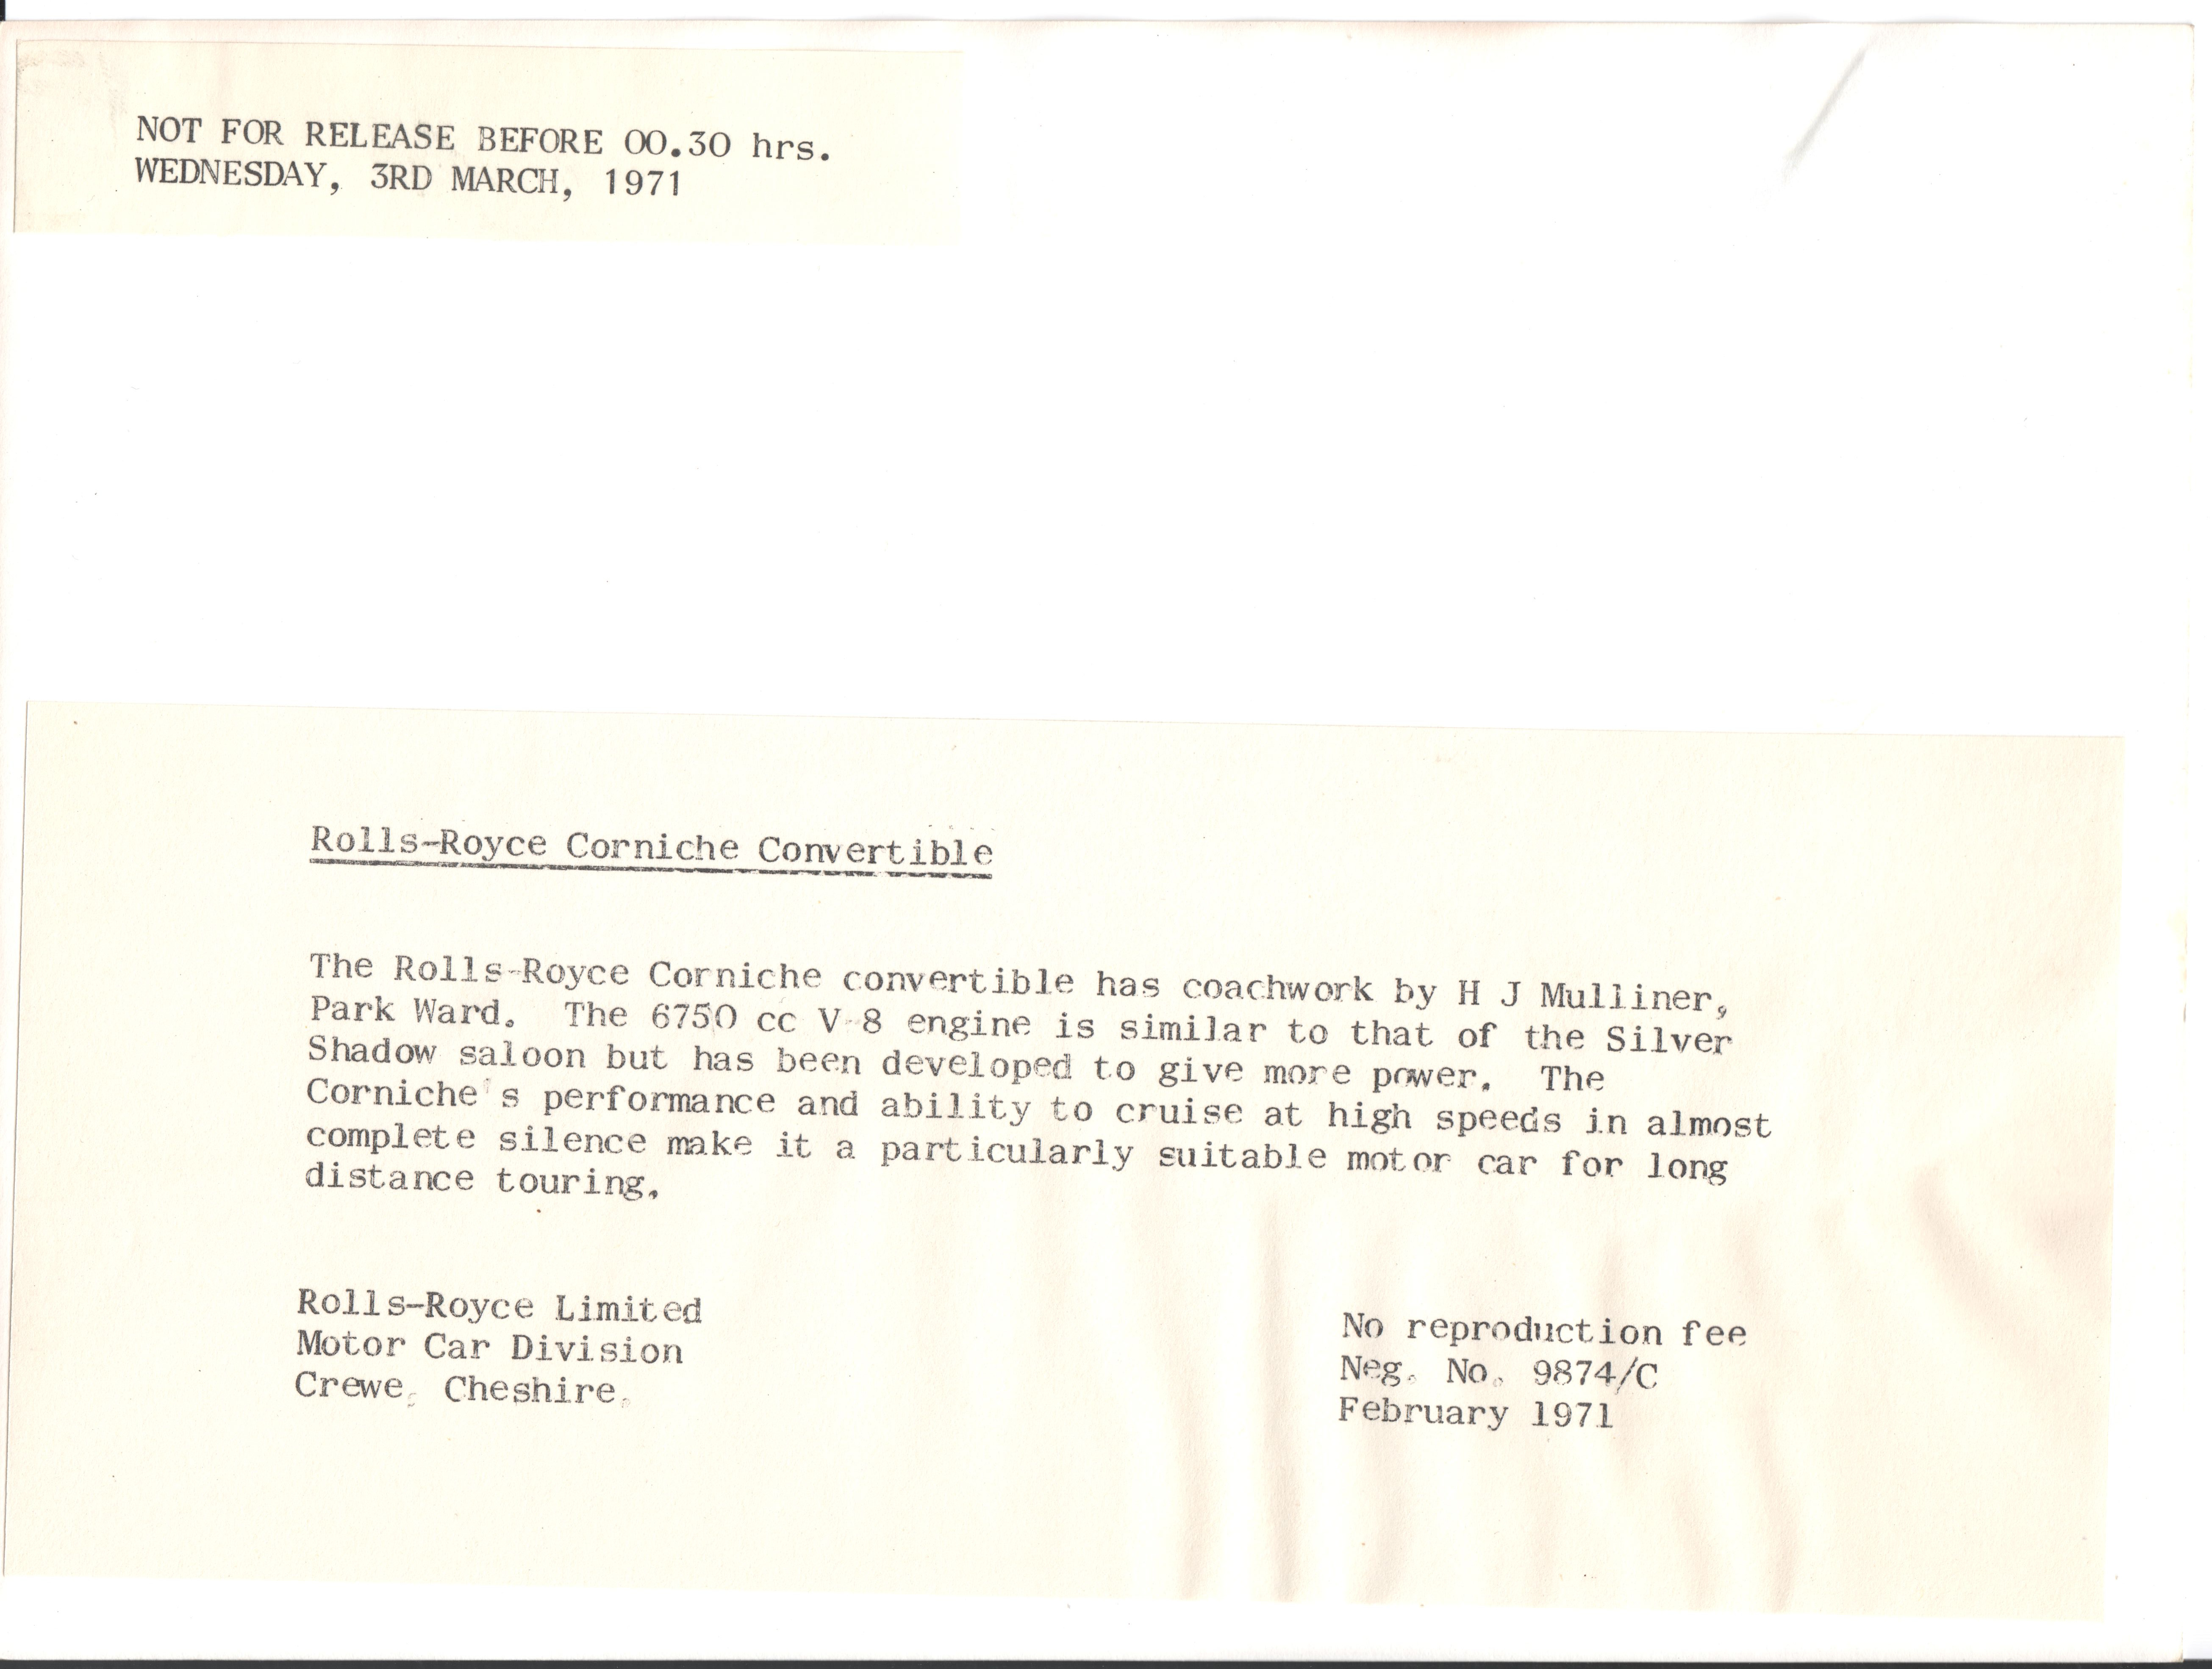 NOT FOR RELEASE BEFORE 00.30 hrs.
WEDNESDAY, 3RD MARCH, 1971
Rolls-Royce Corniche Convertible
The Rolls-Royce Corniche convertible has coachwork by H J Mulliner,
Park Ward. The 6750 cc V-8 engine is similar to that of the Silver
Shadow saloon but has been developed to give more power. The
Corniche's performance and ability to cruise at high speeds in almost
complete silence make it a particularly suitable motor car for long
distance touring.
Rolls-Royce Limited
Motor Car Division
Crewe, Cheshire.
No reproduction fee
Neg. No. 9874/C
February 1971